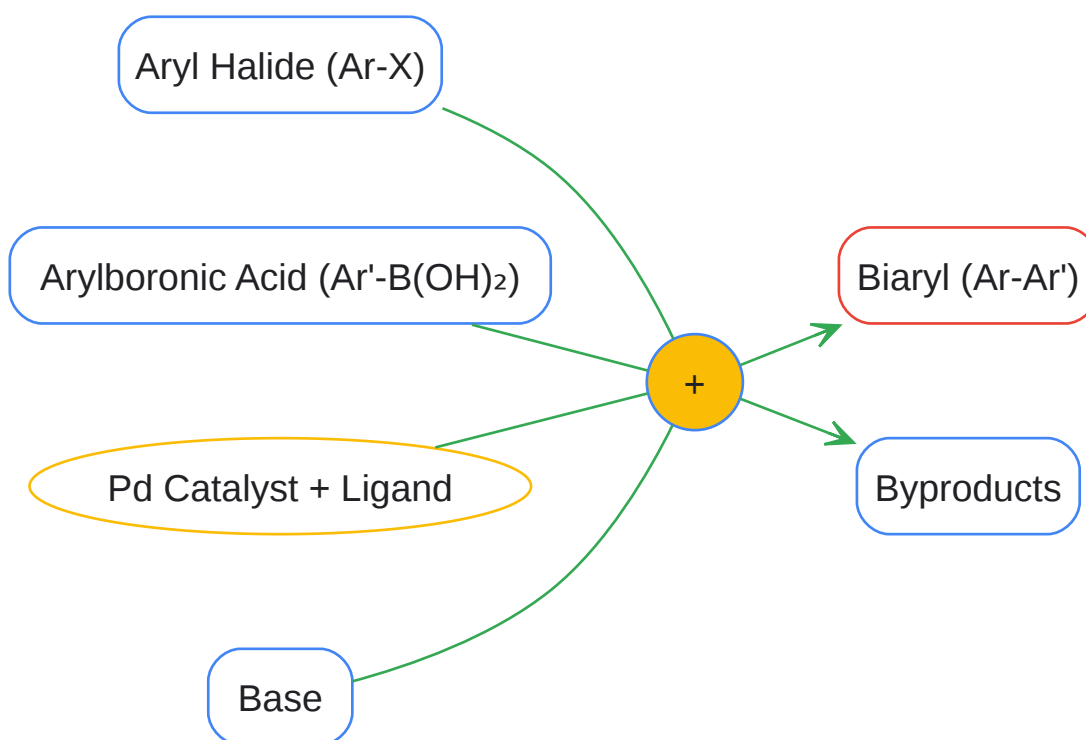 Aryl Halide (Ar-X)
Arylboronic Acid (Ar'-B(OH)₂)
Biaryl (Ar-Ar')
+
Pd Catalyst + Ligand
Byproducts
Base